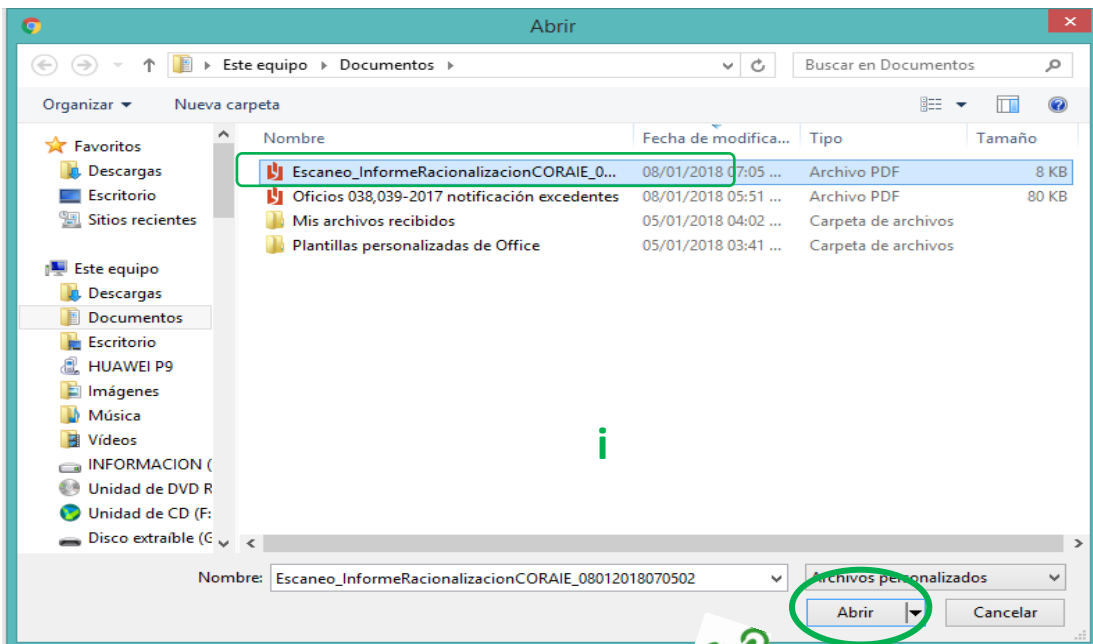 Abrir
Este equipo Documentos
Buscar en Documentos
Organizar Nueva carpeta
Nombre Fecha de modifica... Tipo Tamaño
Escaneo_InformeRacionalizacionCORAIE_0... 08/01/2018 07:05 ... Archivo PDF 8 KB
Oficios 038,039-2017 notificación excedentes 08/01/2018 05:51 ... Archivo PDF 80 KB
Mis archivos recibidos 05/01/2018 04:02 ... Carpeta de archivos
Plantillas personalizadas de Office 05/01/2018 03:41 ... Carpeta de archivos
Favoritos
Descargas
Escritorio
Sitios recientes
Este equipo
Descargas
Documentos
Escritorio
HUAWEI P9
Imágenes
Música
Vídeos
INFORMACION (
Unidad de DVD R
Unidad de CD (F:
Disco extraíble (G
i
Nombre: Escaneo_InformeRacionalizacionCORAIE_08012018070502 Archivos personalizados
Abrir Cancelar